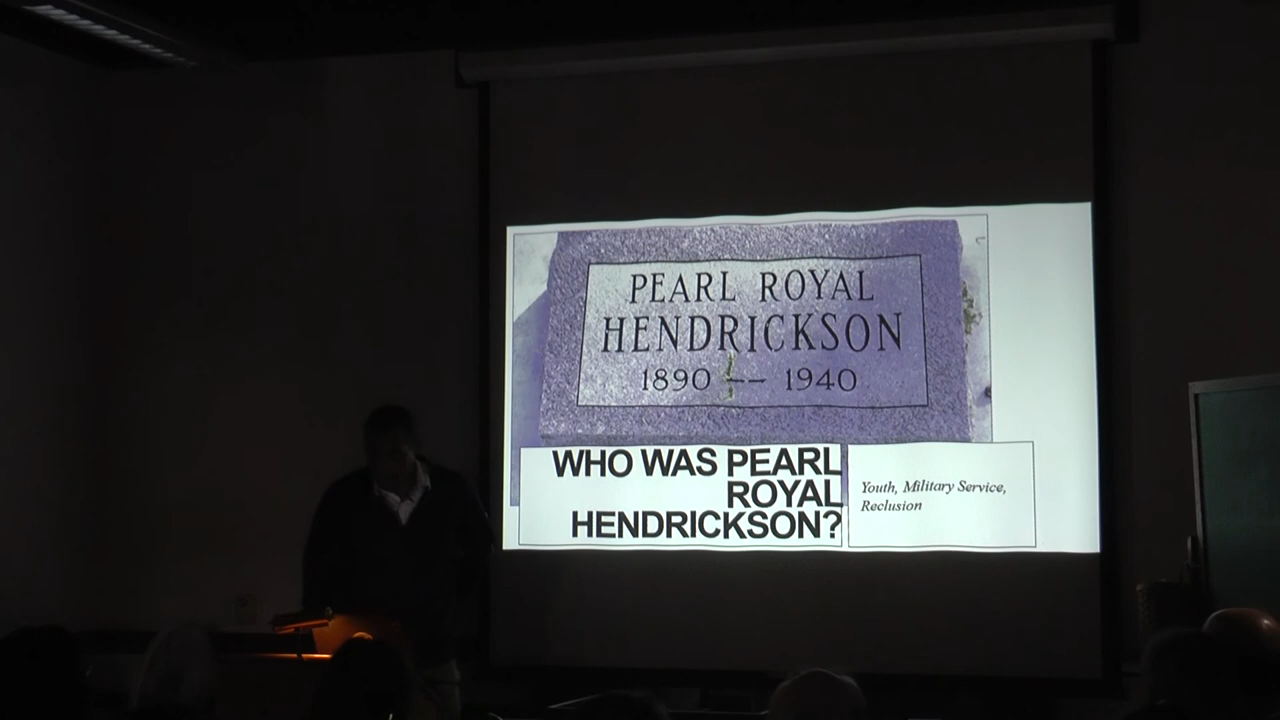 PEARL ROYAL
HENDRICKSON
1890 -- 1940
WHO WAS PEARL
ROYAL
HENDRICKSON?
Youth, Military Service,
Reclusion